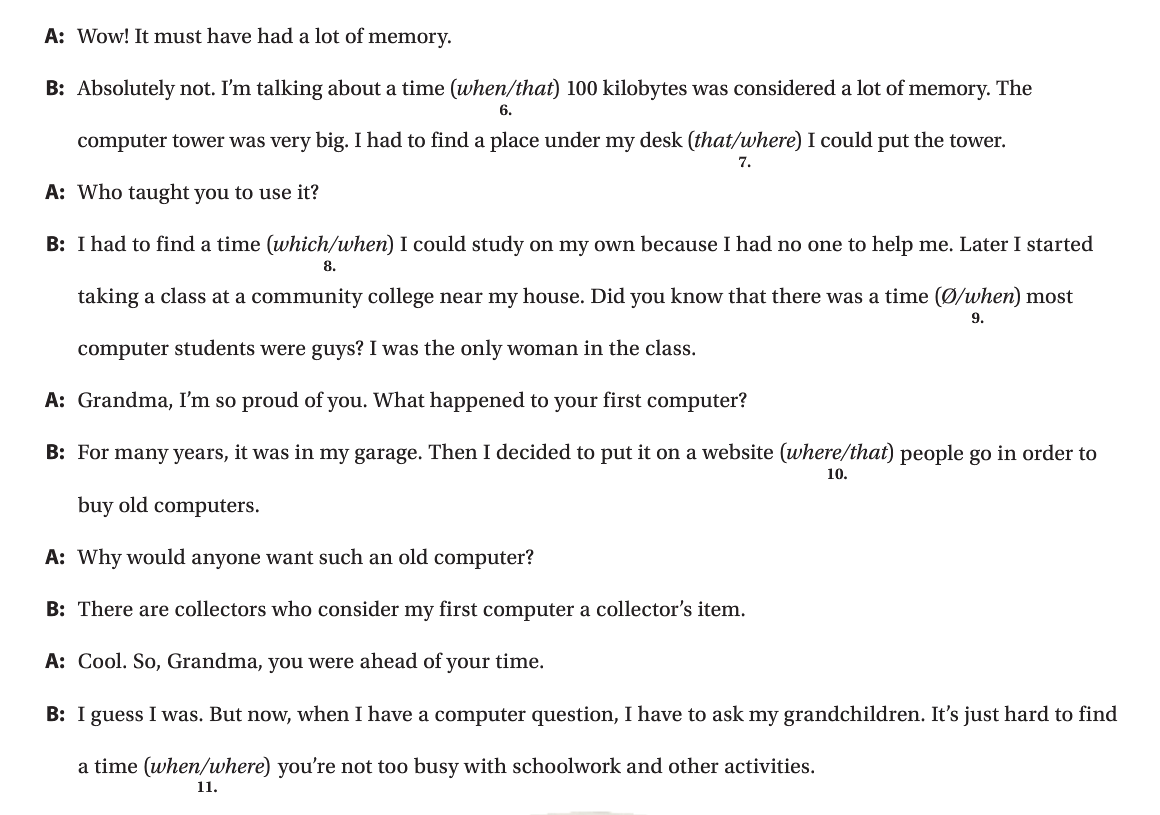 A: Wow! It must have had a lot of memory.
B: Absolutely not. I’m talking about a time (when/that) 100 kilobytes was considered a lot of memory. The
6.
computer tower was very big. I had to find a place under my desk (that/where) I could put the tower.
7.
A: Who taught you to use it?
B: I had to find a time (which/when) I could study on my own because I had no one to help me. Later I started
8.
taking a class at a community college near my house. Did you know that there was a time (Ø/when) most
9.
computer students were guys? I was the only woman in the class.
A: Grandma, I’m so proud of you. What happened to your first computer?
B: For many years, it was in my garage. Then I decided to put it on a website (where/that) people go in order to
10.
buy old computers.
A: Why would anyone want such an old computer?
B: There are collectors who consider my first computer a collector’s item.
A: Cool. So, Grandma, you were ahead of your time.
B: I guess I was. But now, when I have a computer question, I have to ask my grandchildren. It’s just hard to find
a time (when/where) you’re not too busy with schoolwork and other activities.
11.